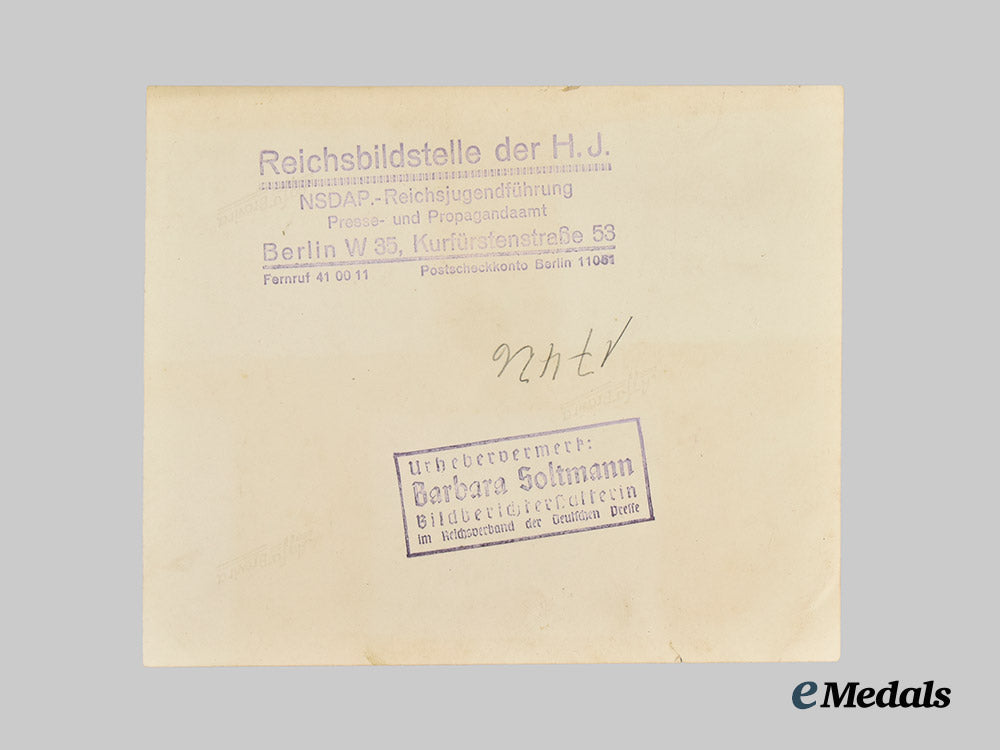 Reichsbildstelle der H.J.
NSDAP.-Reichsjugendführung
Presse- und Propagandaamt
Berlin W 35, Kurfürstenstraße 53
Fernruf 41 00 11 Postscheckkonto Berlin 11051
17426
Urhebervermerk:
Barbara Soltmann
Bildberichterstatterin
im Reichsverband der Deutschen Presse
eMedals